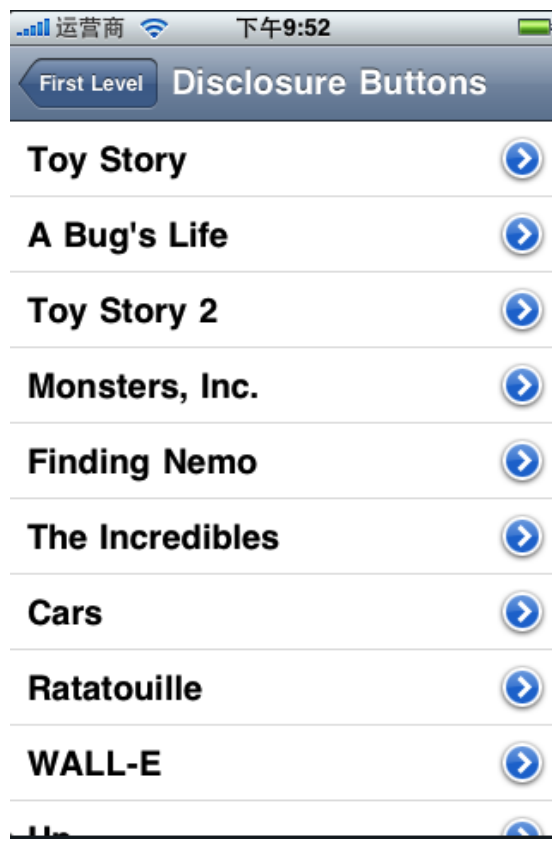 运营商 下午9:52
First Level Disclosure Buttons
Toy Story
A Bug's Life
Toy Story 2
Monsters, Inc.
Finding Nemo
The Incredibles
Cars
Ratatouille
WALL-E
Up